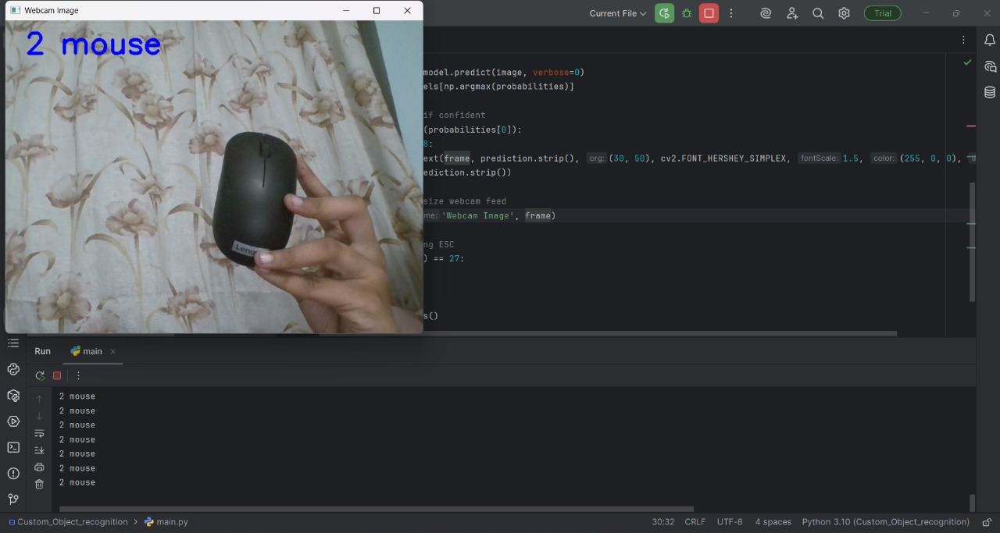 Webcam Image
Current File
Trial
2 mouse
model.predict(image, verbose=0)
els[np.argmax(probabilities)]
if confident
(probabilities[0]):
8:
ext(frame, prediction.strip(), org: (30, 50), cv2.FONT_HERSHEY_SIMPLEX, fontScale: 1.5, color: (255, 0, 0),
ediction.strip())
size webcam feed
me: 'Webcam Image', frame)
ng ESC
) == 27:
s()
Run main
2 mouse
2 mouse
2 mouse
2 mouse
2 mouse
2 mouse
2 mouse
Custom_Object_recognition > main.py 30:32 CRLF UTF-8 4 spaces Python 3.10 (Custom_Object_recognition)